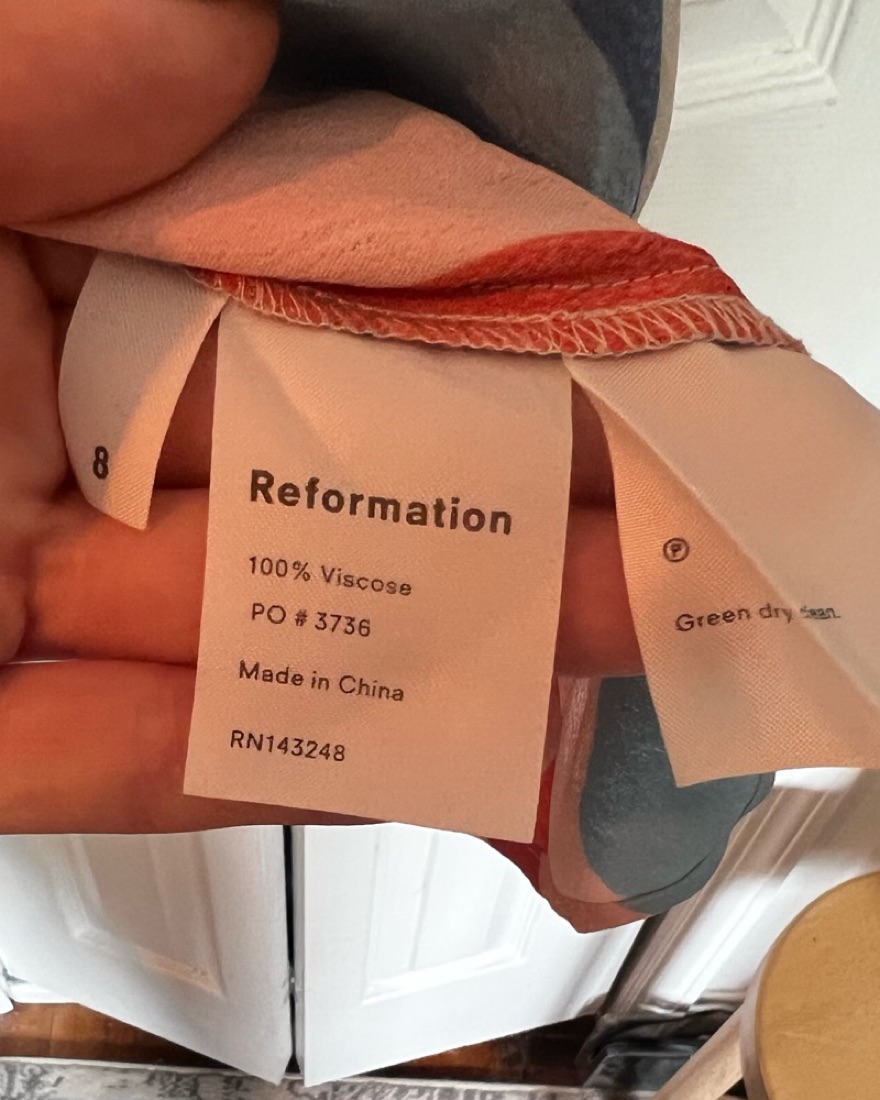 8
Reformation
100% Viscose
PO # 3736
Made in China
RN143248
P
Green dry clean.